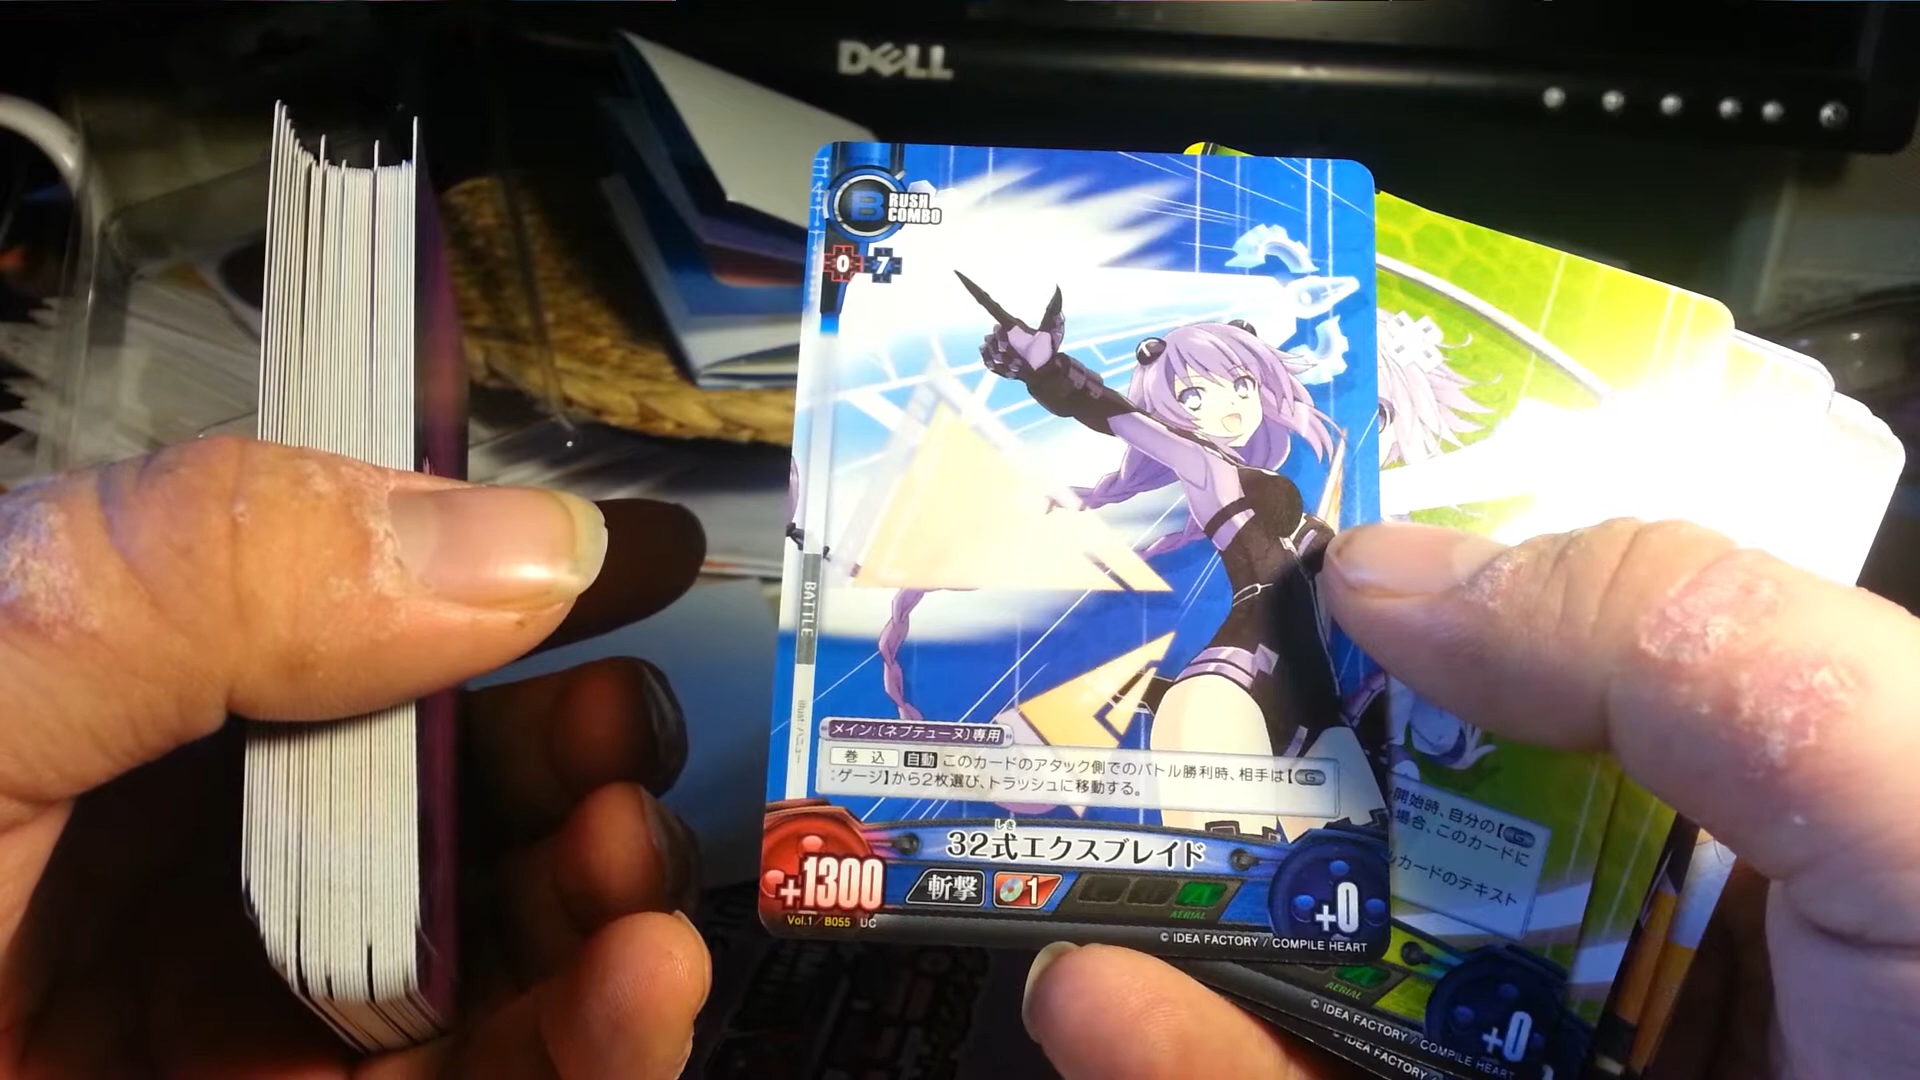 DELL
B RUSH COMBO
0 7
BATTLE
メイン:〔ネプテューヌ〕専用
巻込 自動 このカードのアタック側でのバトル勝利時、相手は【G
ゲージ】から2枚選び、トラッシュに移動する。
しき
32式エクスブレイド
+1300 斬撃 1 A +0
AERIAL
Vol.1 / B055 UC
© IDEA FACTORY / COMPILE HEART
開始時、自分の【G
場合、このカードに
カードのテキスト
A
AERIAL
+0
© IDEA FACTORY / COMPILE HEART
© IDEA FACTORY